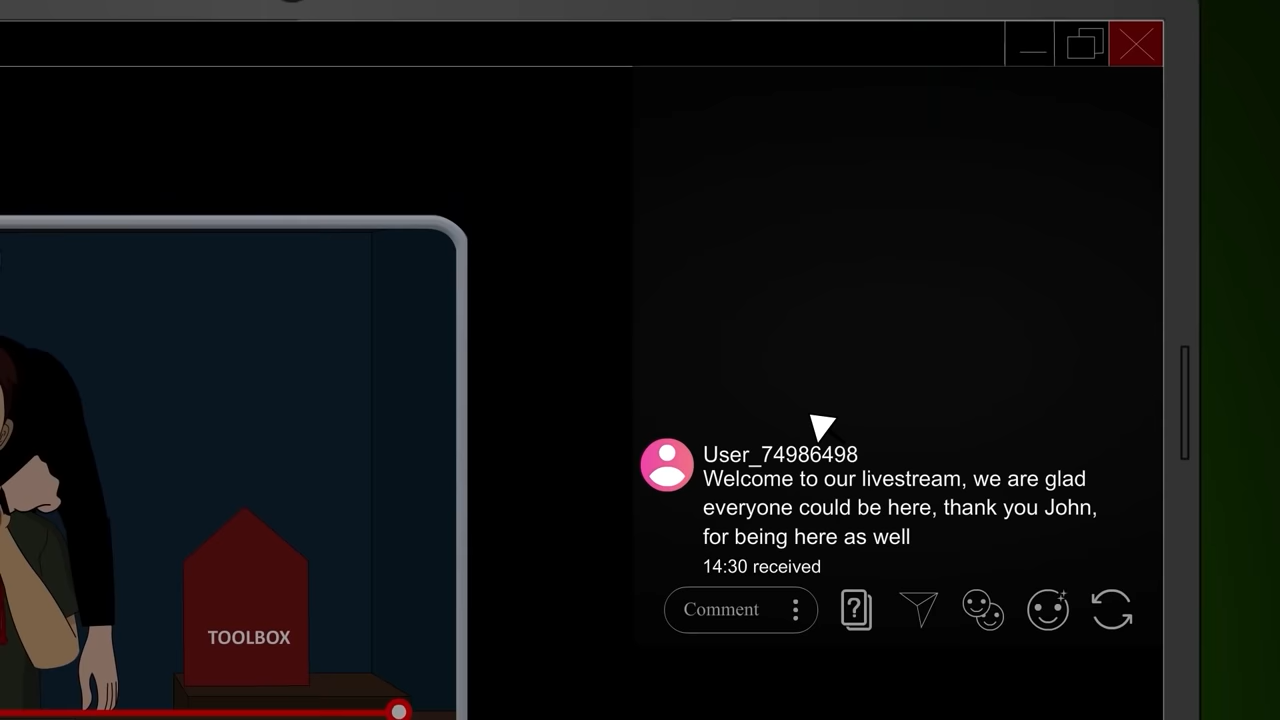 User_74986498
Welcome to our livestream, we are glad
everyone could be here, thank you John,
for being here as well
14:30 received
Comment
TOOLBOX